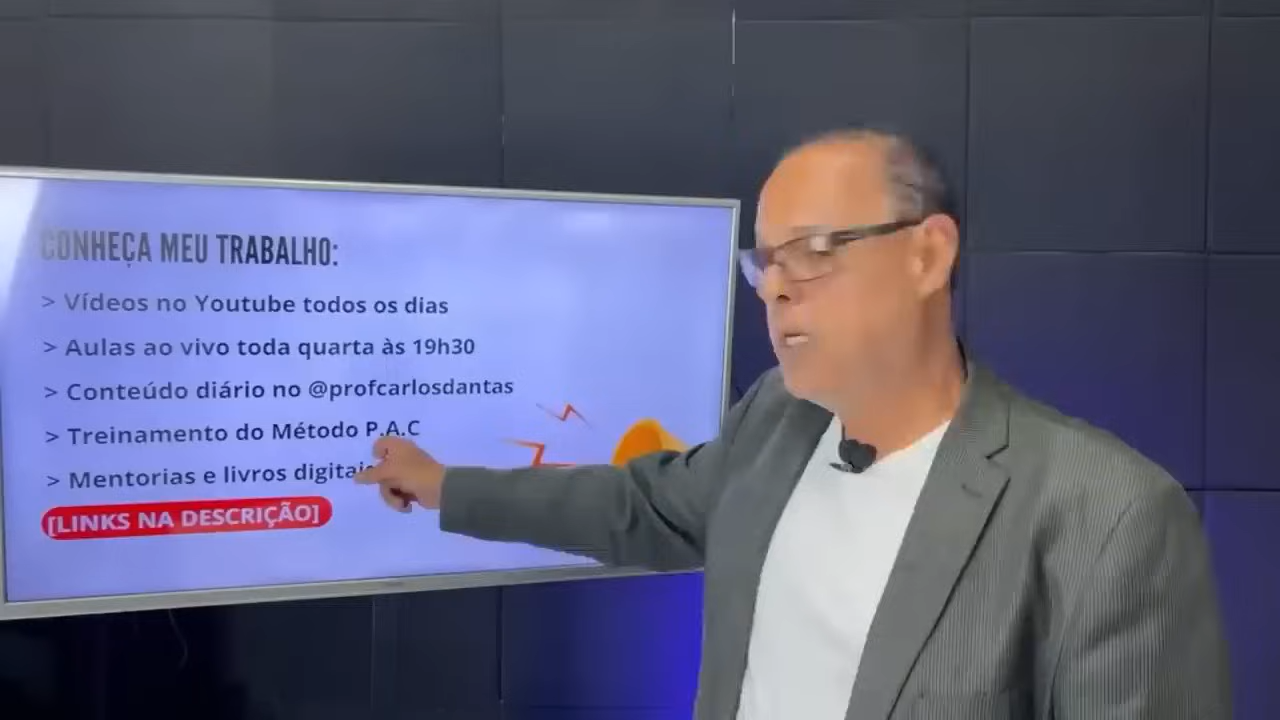 CONHEÇA MEU TRABALHO:
> Vídeos no Youtube todos os dias
> Aulas ao vivo toda quarta às 19h30
> Conteúdo diário no @profcarlosdantas
> Treinamento do Método P.A.C
> Mentorias e livros digitais
[LINKS NA DESCRIÇÃO]